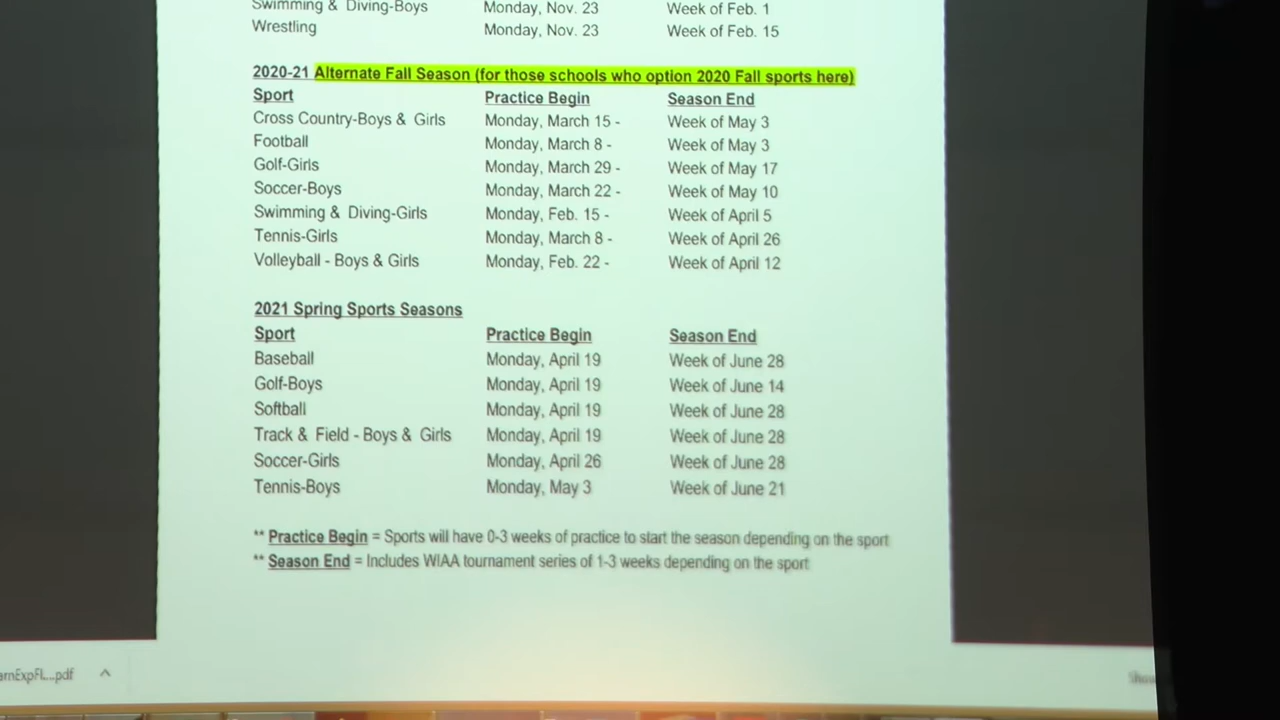 Swimming & Diving-Boys Monday, Nov. 23 Week of Feb. 1
Wrestling Monday, Nov. 23 Week of Feb. 15
2020-21 Alternate Fall Season (for those schools who option 2020 Fall sports here)
Sport Practice Begin Season End
Cross Country-Boys & Girls Monday, March 15 - Week of May 3
Football Monday, March 8 - Week of May 3
Golf-Girls Monday, March 29 - Week of May 17
Soccer-Boys Monday, March 22 - Week of May 10
Swimming & Diving-Girls Monday, Feb. 15 - Week of April 5
Tennis-Girls Monday, March 8 - Week of April 26
Volleyball - Boys & Girls Monday, Feb. 22 - Week of April 12
2021 Spring Sports Seasons
Sport Practice Begin Season End
Baseball Monday, April 19 Week of June 28
Golf-Boys Monday, April 19 Week of June 14
Softball Monday, April 19 Week of June 28
Track & Field - Boys & Girls Monday, April 19 Week of June 28
Soccer-Girls Monday, April 26 Week of June 28
Tennis-Boys Monday, May 3 Week of June 21
** Practice Begin = Sports will have 0-3 weeks of practice to start the season depending on the sport
** Season End = Includes WIAA tournament series of 1-3 weeks depending on the sport